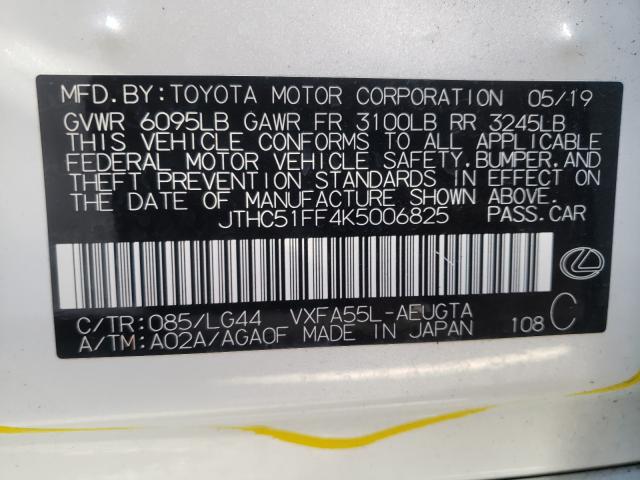 MFD.BY:TOYOTA MOTOR CORPORATION 05/19
GVWR 6095LB GAWR FR 3100LB RR 3245LB
THIS VEHICLE CONFORMS TO ALL APPLICABLE
FEDERAL MOTOR VEHICLE SAFETY.BUMPER.AND
THEFT PREVENTION STANDARDS IN EFFECT ON
THE DATE OF MANUFACTURE SHOWN ABOVE.
JTHC51FF4K5006825 PASS.CAR
C/TR:085/LG44 VXFA55L-AEUGTA
A/TM:A02A/AGA0F MADE IN JAPAN 108 C